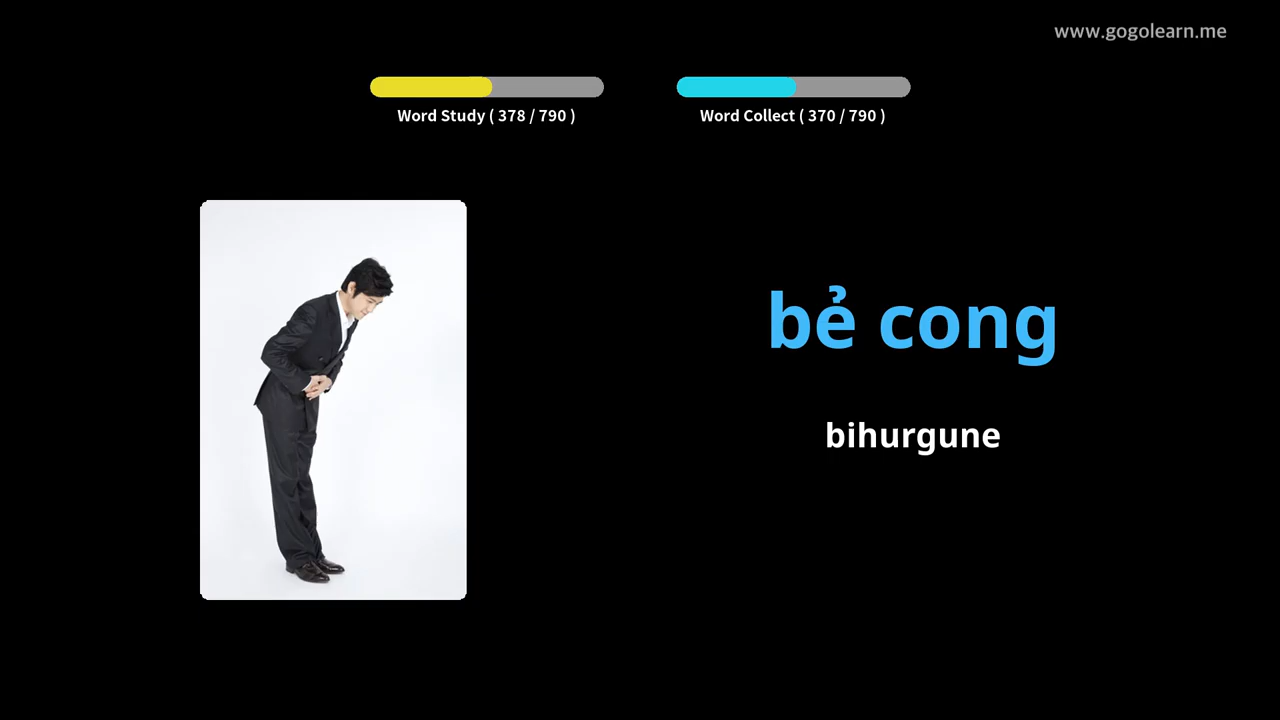 www.gogolearn.me
Word Study ( 378 / 790 )
Word Collect ( 370 / 790 )
bẻ cong
bihurgune